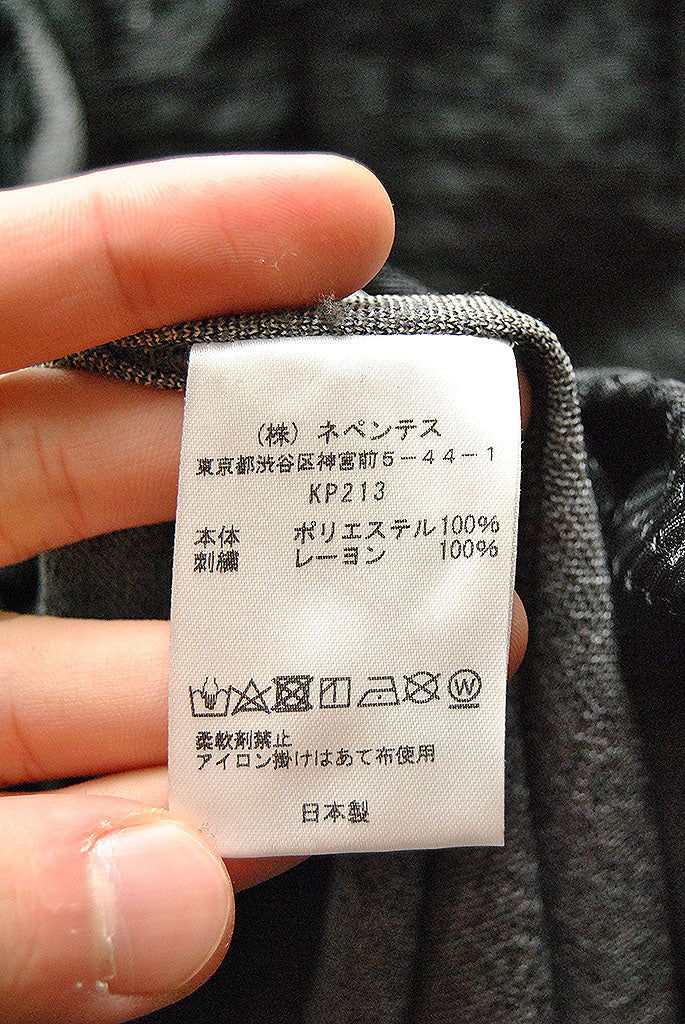 (株) ネペンテス
東京都渋谷区神宮前5-44-1
KP213
本体 ポリエステル100%
刺繍 レーヨン 100%
W
柔軟剤禁止
アイロン掛けはあて布使用
日本製